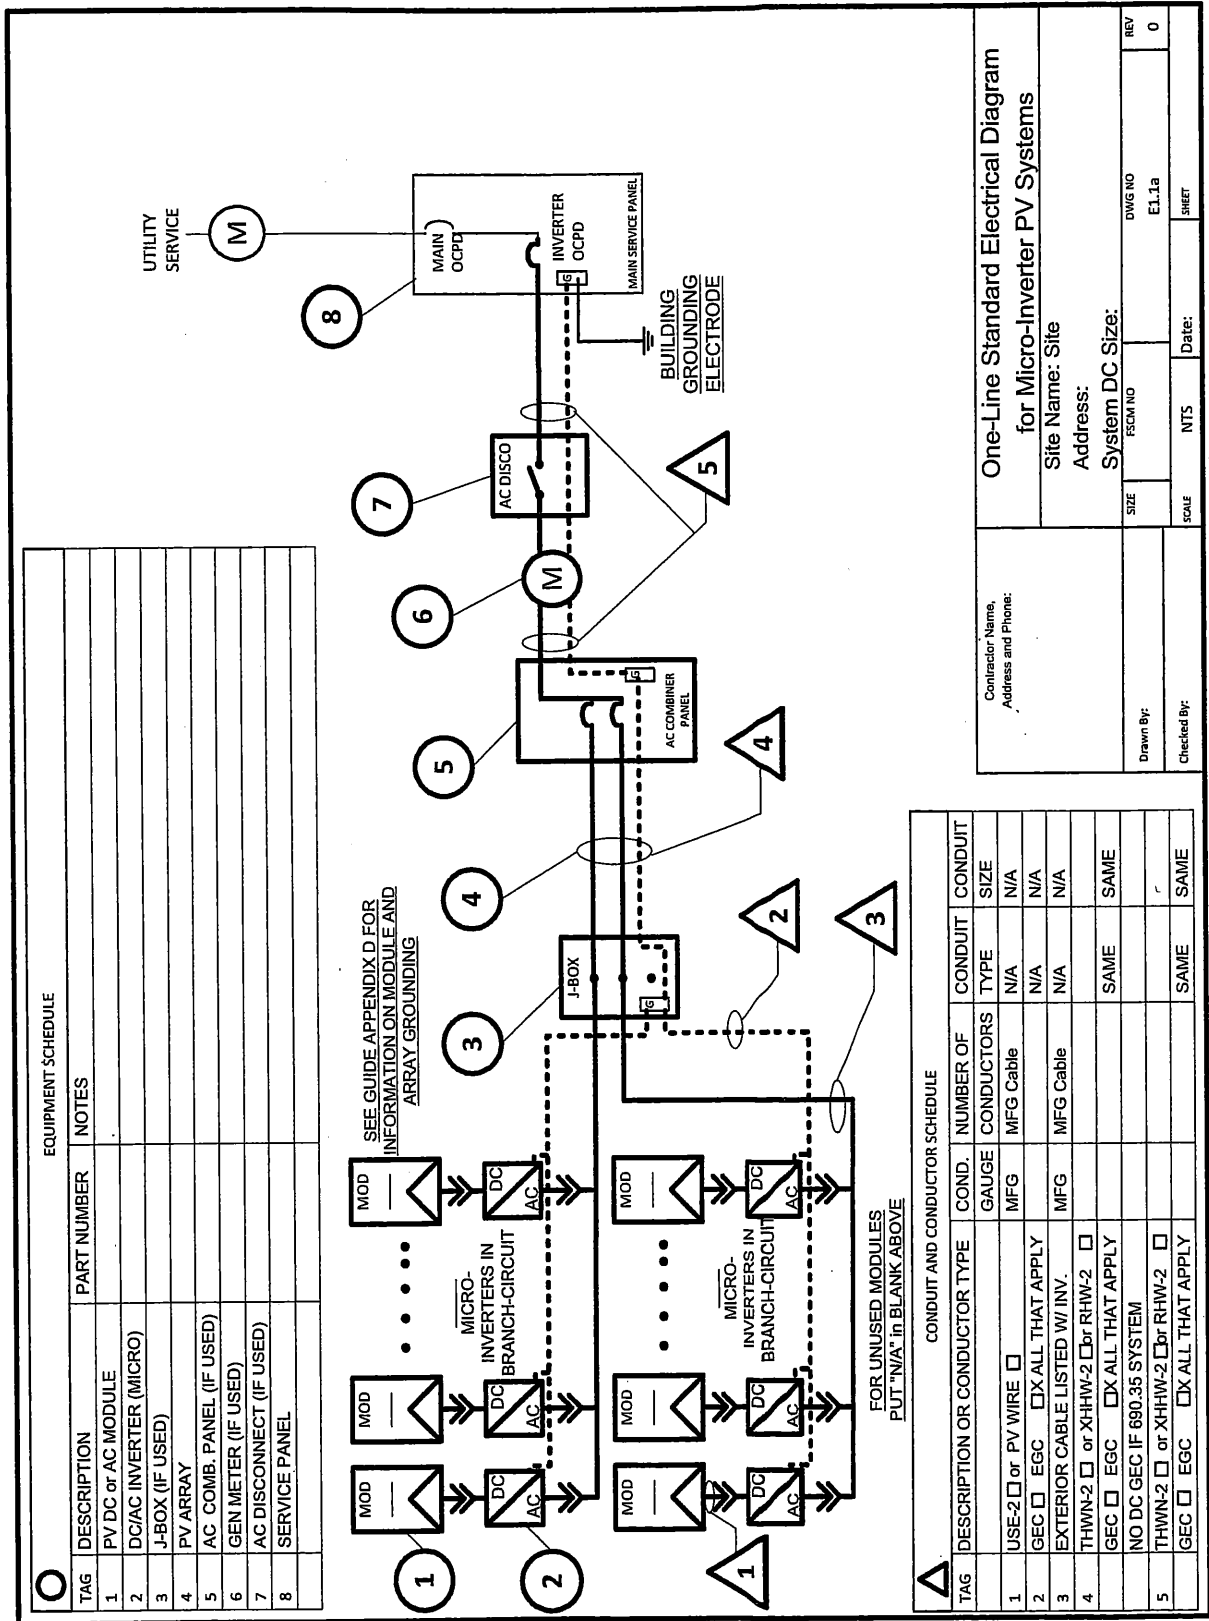 EQUIPMENT SCHEDULE
TAG DESCRIPTION PART NUMBER NOTES
1 PV DC or AC MODULE
2 DC/AC INVERTER (MICRO)
3 J-BOX (IF USED)
4 PV ARRAY
5 AC COMB. PANEL (IF USED)
6 GEN METER (IF USED)
7 AC DISCONNECT (IF USED)
8 SERVICE PANEL
UTILITY
SERVICE
M
8
MAIN
OCPD
INVERTER
OCPD
G
MAIN SERVICE PANEL
BUILDING
GROUNDING
ELECTRODE
7
AC DISCO
5
6
M
5
G
AC COMBINER
PANEL
4
4
SEE GUIDE APPENDIX D FOR
INFORMATION ON MODULE AND
ARRAY GROUNDING
3
J-BOX
G
2
3
1
MOD
MOD
MOD
2
DC
AC
DC
AC
DC
AC
MICRO-
INVERTERS IN
BRANCH-CIRCUIT
MOD
MOD
MOD
1
DC
AC
DC
AC
DC
AC
MICRO-
INVERTERS IN
BRANCH-CIRCUIT
FOR UNUSED MODULES
PUT "N/A" in BLANK ABOVE
CONDUIT AND CONDUCTOR SCHEDULE
TAG DESCRIPTION OR CONDUCTOR TYPE COND. GAUGE NUMBER OF CONDUCTORS CONDUIT TYPE CONDUIT SIZE
1 USE-2 ☐ or PV WIRE ☐ MFG MFG Cable N/A N/A
2 GEC ☐ EGC ☐X ALL THAT APPLY N/A N/A
3 EXTERIOR CABLE LISTED W/ INV. MFG MFG Cable N/A N/A
4 THWN-2 ☐ or XHHW-2 ☐or RHW-2 ☐
GEC ☐ EGC ☐X ALL THAT APPLY SAME SAME
NO DC GEC IF 690.35 SYSTEM
5 THWN-2 ☐ or XHHW-2 ☐or RHW-2 ☐
GEC ☐ EGC ☐X ALL THAT APPLY SAME SAME
Contractor Name,
Address and Phone:
Drawn By:
Checked By:
One-Line Standard Electrical Diagram
for Micro-Inverter PV Systems
Site Name: Site
Address:
System DC Size:
SIZE FSCM NO DWG NO REV
E1.1a 0
SCALE NTS Date: SHEET